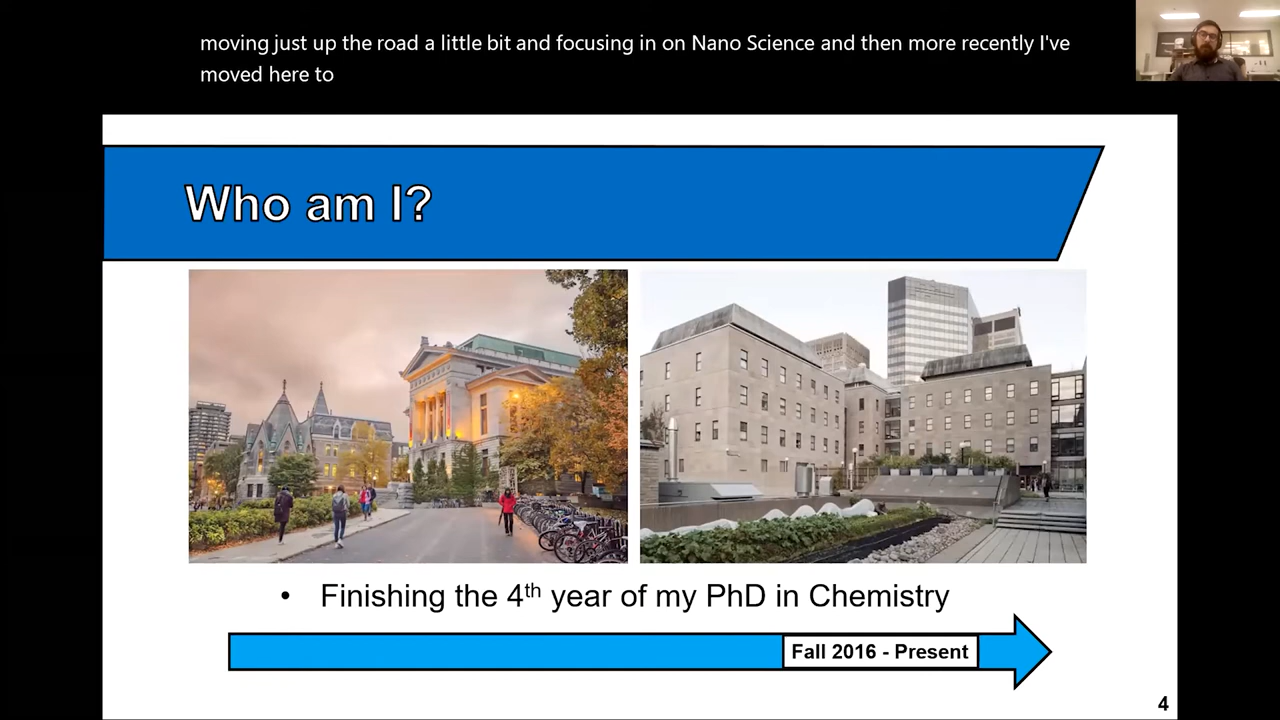 moving just up the road a little bit and focusing in on Nano Science and then more recently I've
moved here to
Who am I?
• Finishing the 4th year of my PhD in Chemistry
Fall 2016 - Present
4